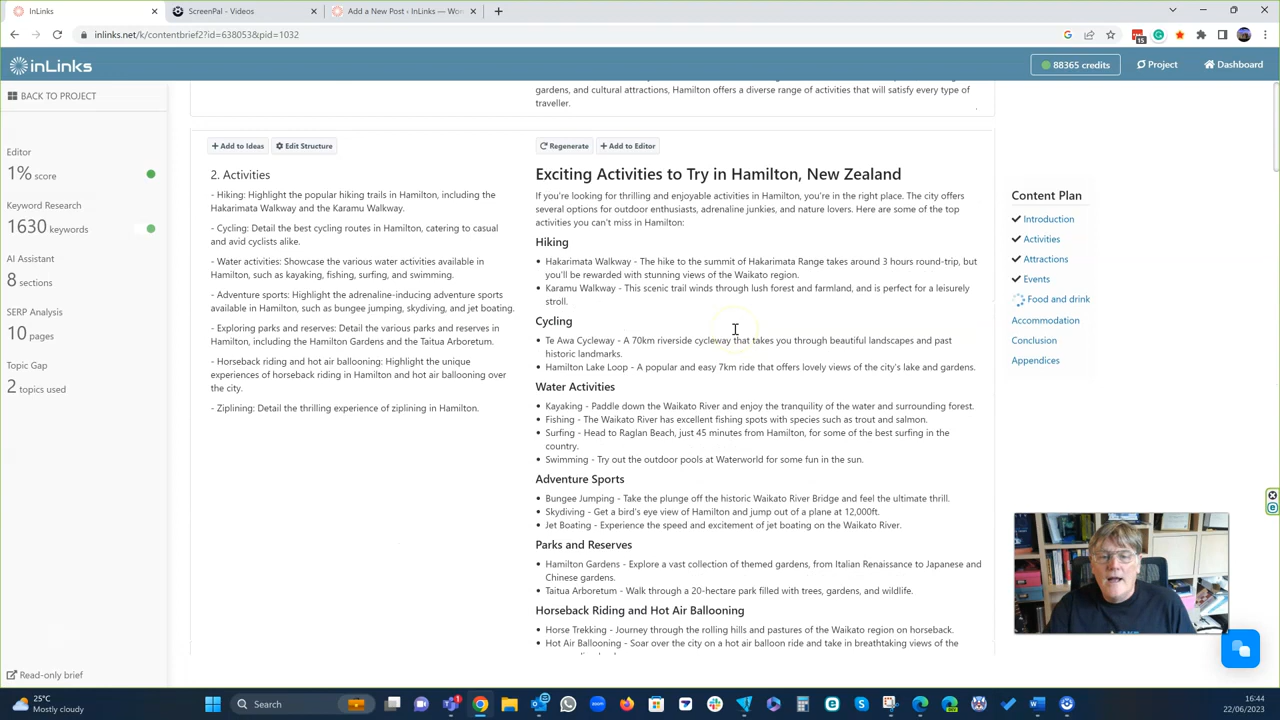 InLinks
ScreenPal - Videos
Add a New Post ‹ InLinks — Wor
inlinks.net/k/contentbrief2?id=638053&pid=1032
15
inLinks
88365 credits
Project
Dashboard
BACK TO PROJECT
Editor
1% score
Keyword Research
1630 keywords
AI Assistant
8 sections
SERP Analysis
10 pages
Topic Gap
2 topics used
Read-only brief
gardens, and cultural attractions, Hamilton offers a diverse range of activities that will satisfy every type of
traveller.
Add to Ideas
Edit Structure
2. Activities
- Hiking: Highlight the popular hiking trails in Hamilton, including the
Hakarimata Walkway and the Karamu Walkway.
- Cycling: Detail the best cycling routes in Hamilton, catering to casual
and avid cyclists alike.
- Water activities: Showcase the various water activities available in
Hamilton, such as kayaking, fishing, surfing, and swimming.
- Adventure sports: Highlight the adrenaline-inducing adventure sports
available in Hamilton, such as bungee jumping, skydiving, and jet boating.
- Exploring parks and reserves: Detail the various parks and reserves in
Hamilton, including the Hamilton Gardens and the Taitua Arboretum.
- Horseback riding and hot air ballooning: Highlight the unique
experiences of horseback riding in Hamilton and hot air ballooning over
the city.
- Ziplining: Detail the thrilling experience of ziplining in Hamilton.
Regenerate
Add to Editor
Exciting Activities to Try in Hamilton, New Zealand
If you're looking for thrilling and enjoyable activities in Hamilton, you're in the right place. The city offers
several options for outdoor enthusiasts, adrenaline junkies, and nature lovers. Here are some of the top
activities you can't miss in Hamilton:
Hiking
• Hakarimata Walkway - The hike to the summit of Hakarimata Range takes around 3 hours round-trip, but
you'll be rewarded with stunning views of the Waikato region.
• Karamu Walkway - This scenic trail winds through lush forest and farmland, and is perfect for a leisurely
stroll.
Cycling
• Te Awa Cycleway - A 70km riverside cycleway that takes you through beautiful landscapes and past
historic landmarks.
• Hamilton Lake Loop - A popular and easy 7km ride that offers lovely views of the city's lake and gardens.
Water Activities
• Kayaking - Paddle down the Waikato River and enjoy the tranquility of the water and surrounding forest.
• Fishing - The Waikato River has excellent fishing spots with species such as trout and salmon.
• Surfing - Head to Raglan Beach, just 45 minutes from Hamilton, for some of the best surfing in the
country.
• Swimming - Try out the outdoor pools at Waterworld for some fun in the sun.
Adventure Sports
• Bungee Jumping - Take the plunge off the historic Waikato River Bridge and feel the ultimate thrill.
• Skydiving - Get a bird's eye view of Hamilton and jump out of a plane at 12,000ft.
• Jet Boating - Experience the speed and excitement of jet boating on the Waikato River.
Parks and Reserves
• Hamilton Gardens - Explore a vast collection of themed gardens, from Italian Renaissance to Japanese and
Chinese gardens.
• Taitua Arboretum - Walk through a 20-hectare park filled with trees, gardens, and wildlife.
Horseback Riding and Hot Air Ballooning
• Horse Trekking - Journey through the rolling hills and pastures of the Waikato region on horseback.
• Hot Air Ballooning - Soar over the city on a hot air balloon ride and take in breathtaking views of the
Content Plan
Introduction
Activities
Attractions
Events
Food and drink
Accommodation
Conclusion
Appendices
25°C
Mostly cloudy
Search
16:44
22/06/2023